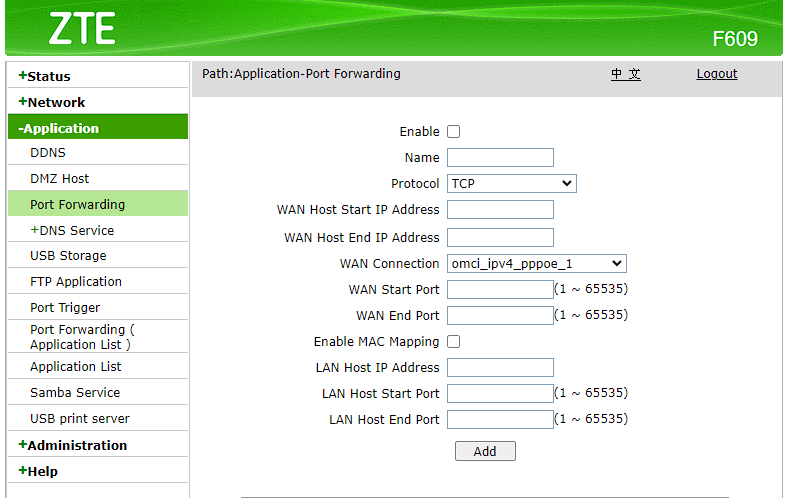 ZTE
F609
+Status
+Network
-Application
DDNS
DMZ Host
Port Forwarding
+DNS Service
USB Storage
FTP Application
Port Trigger
Port Forwarding (
Application List )
Application List
Samba Service
USB print server
+Administration
+Help
Path:Application-Port Forwarding 中 文 Logout
Enable
Name
Protocol TCP
WAN Host Start IP Address
WAN Host End IP Address
WAN Connection omci_ipv4_pppoe_1
WAN Start Port (1 ~ 65535)
WAN End Port (1 ~ 65535)
Enable MAC Mapping
LAN Host IP Address
LAN Host Start Port (1 ~ 65535)
LAN Host End Port (1 ~ 65535)
Add